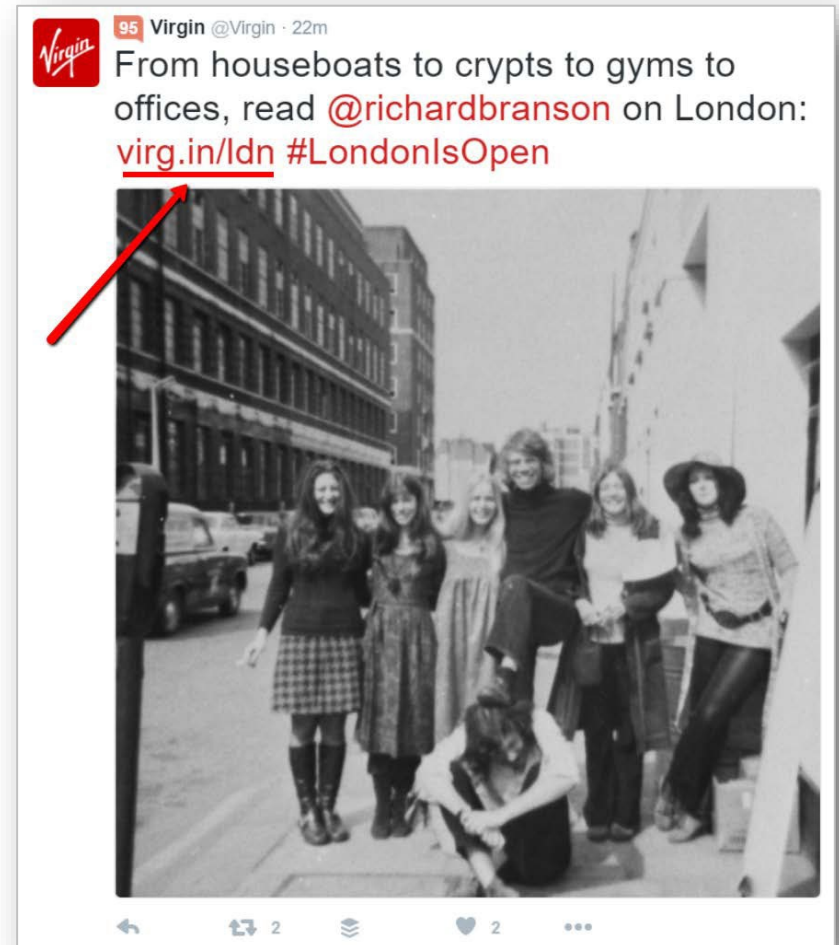 Virgin
95 Virgin @Virgin · 22m
From houseboats to crypts to gyms to
offices, read @richardbranson on London:
virg.in/ldn #LondonIsOpen
2
2